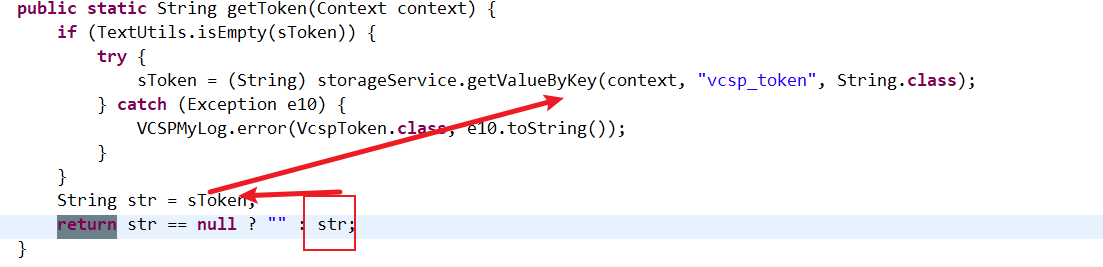 public static String getToken(Context context) {
    if (TextUtils.isEmpty(sToken)) {
        try {
            sToken = (String) storageService.getValueByKey(context, "vcsp_token", String.class);
        } catch (Exception e10) {
            VCSPMyLog.error(VcspToken.class, e10.toString());
        }
    }
    String str = sToken;
    return str == null ? "" : str;
}